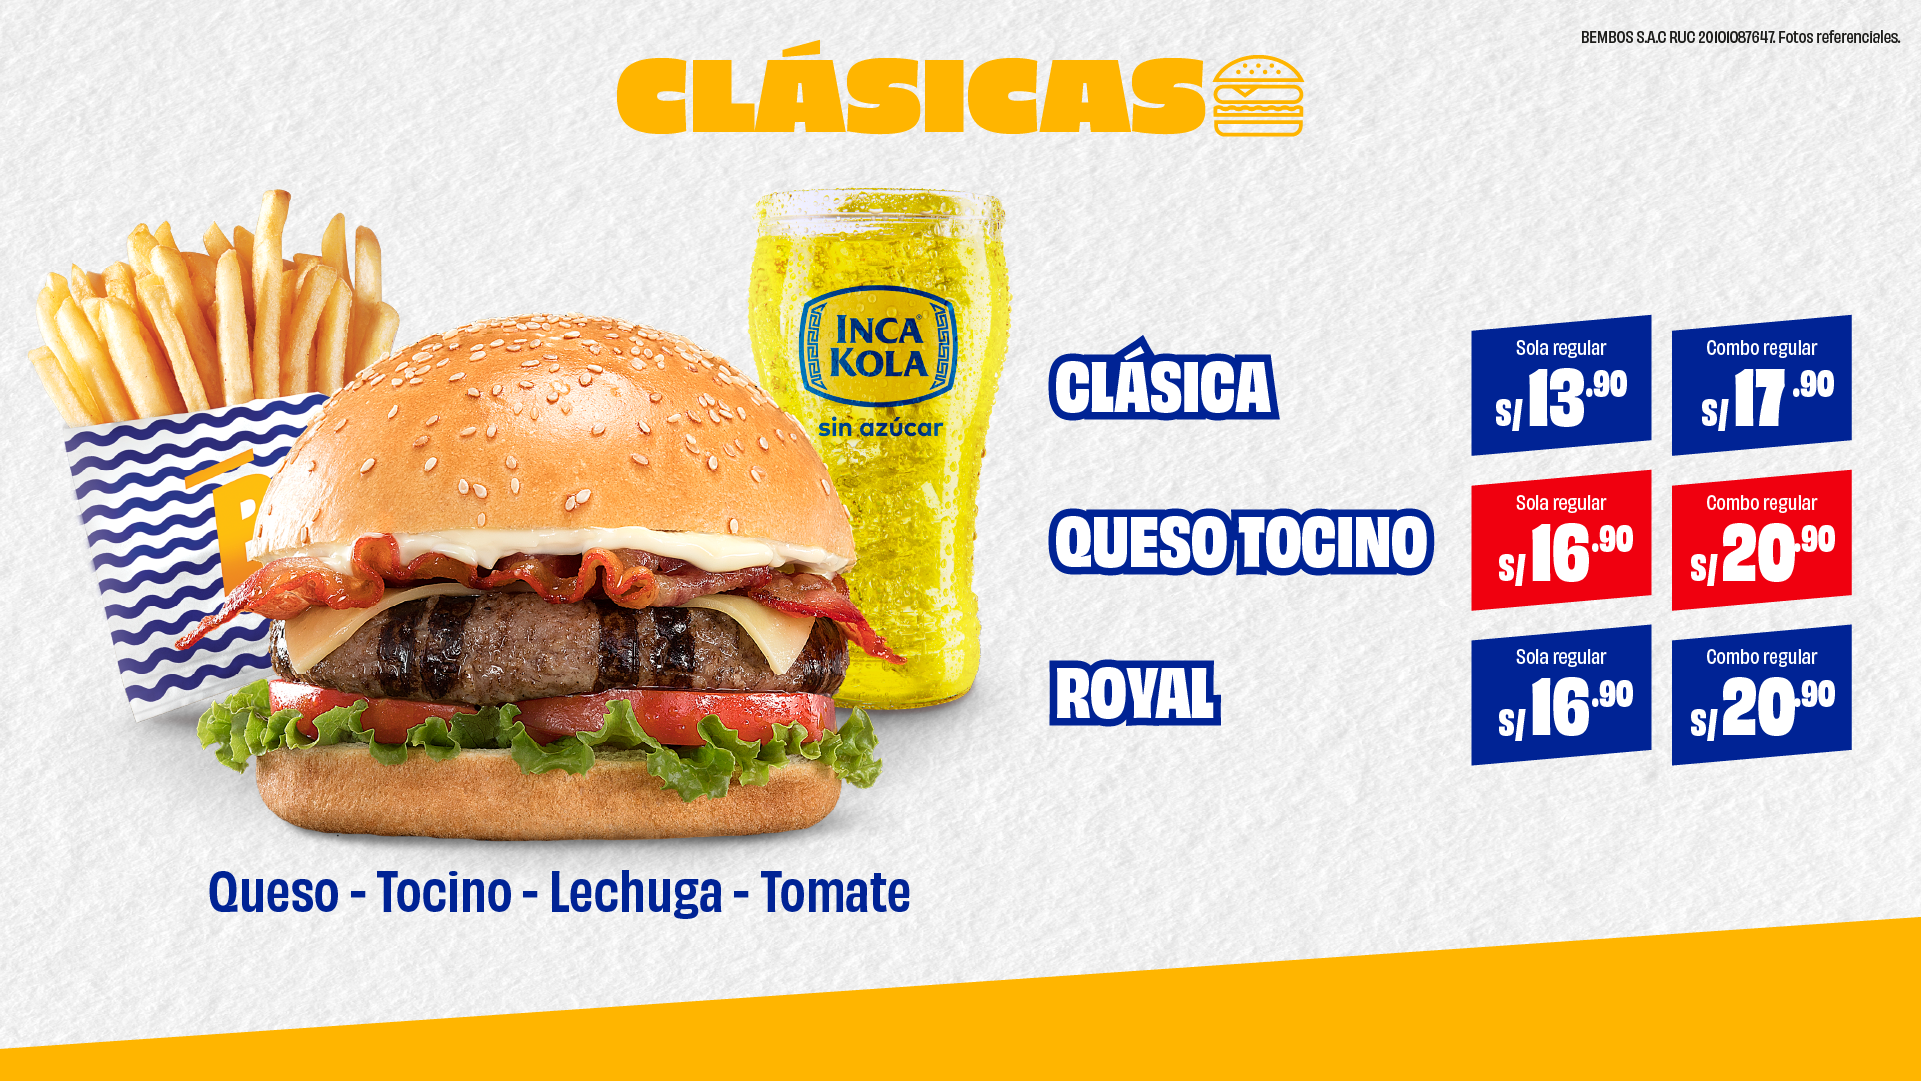 BEMBOS S.A.C RUC 20101087647. Fotos referenciales.
CLÁSICAS
INCA
KOLA
sin azúcar
B
CLÁSICA
Sola regular
S/ 13.90
Combo regular
S/ 17.90
QUESO TOCINO
Sola regular
S/ 16.90
Combo regular
S/ 20.90
ROYAL
Sola regular
S/ 16.90
Combo regular
S/ 20.90
Queso - Tocino - Lechuga - Tomate